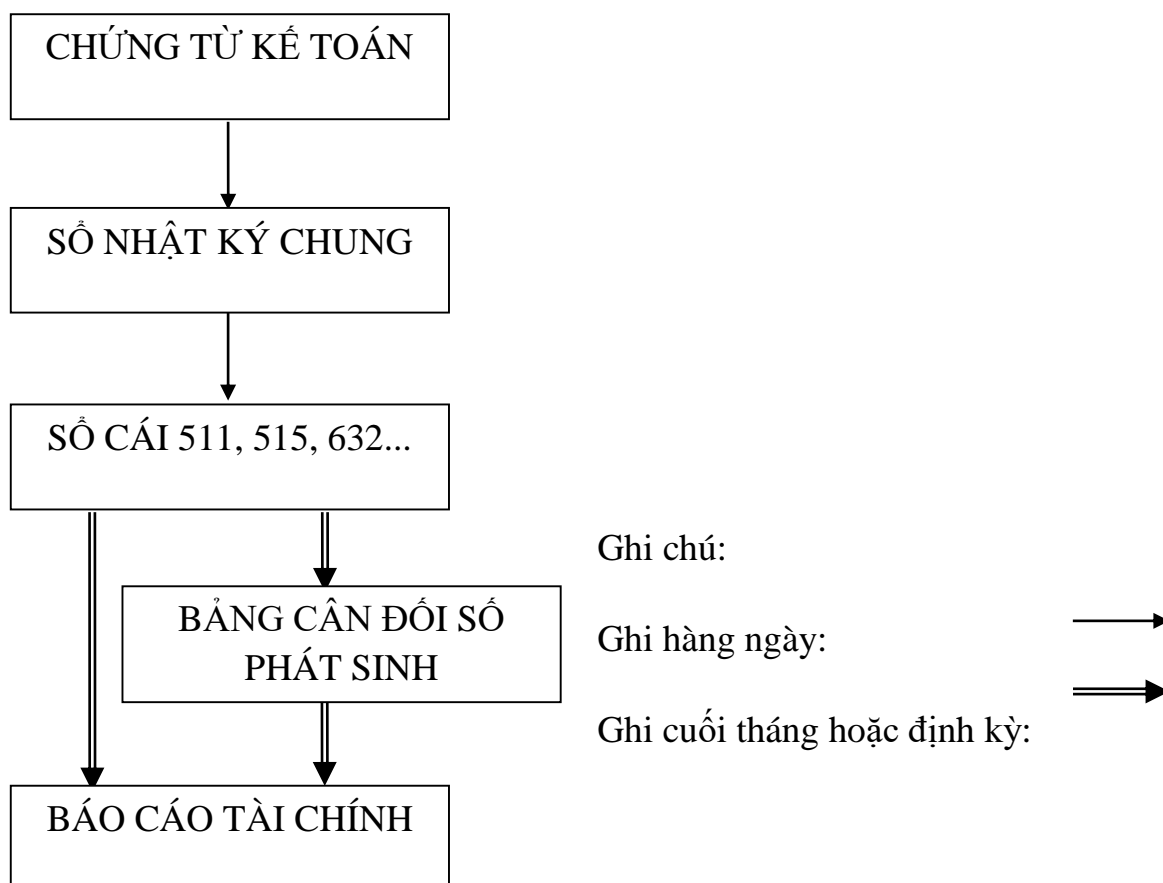 CHỨNG TỪ KẾ TOÁN
SỔ NHẬT KÝ CHUNG
SỔ CÁI 511, 515, 632...
BẢNG CÂN ĐỐI SỐ
PHÁT SINH
BÁO CÁO TÀI CHÍNH
Ghi chú:
Ghi hàng ngày:
Ghi cuối tháng hoặc định kỳ: